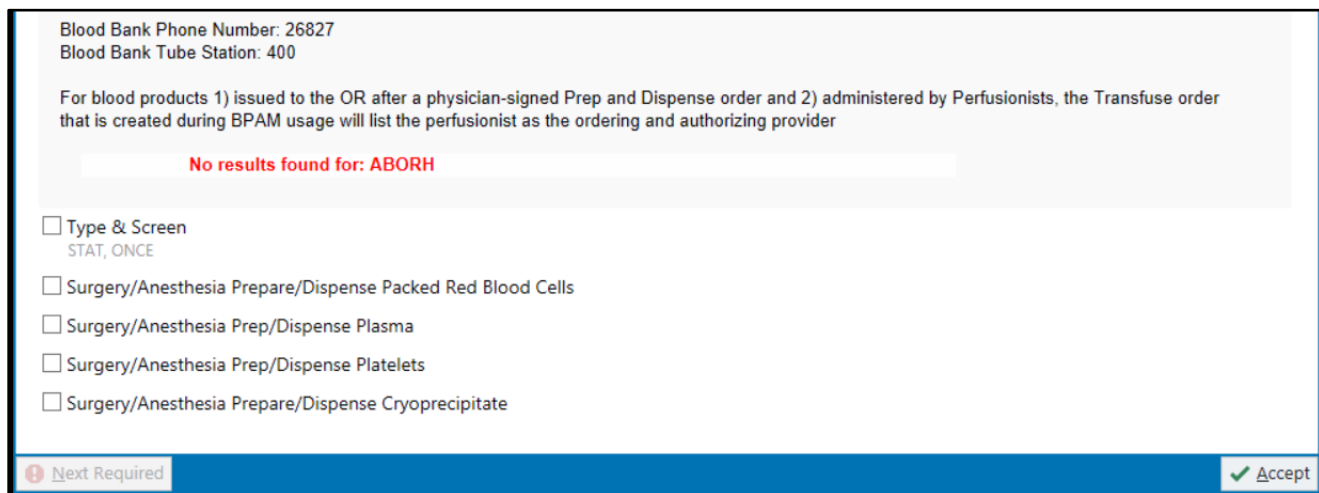 Blood Bank Phone Number: 26827
Blood Bank Tube Station: 400
For blood products 1) issued to the OR after a physician-signed Prep and Dispense order and 2) administered by Perfusionists, the Transfuse order
that is created during BPAM usage will list the perfusionist as the ordering and authorizing provider
No results found for: ABORH
Type & Screen
STAT, ONCE
Surgery/Anesthesia Prepare/Dispense Packed Red Blood Cells
Surgery/Anesthesia Prep/Dispense Plasma
Surgery/Anesthesia Prep/Dispense Platelets
Surgery/Anesthesia Prepare/Dispense Cryoprecipitate
Next Required
Accept